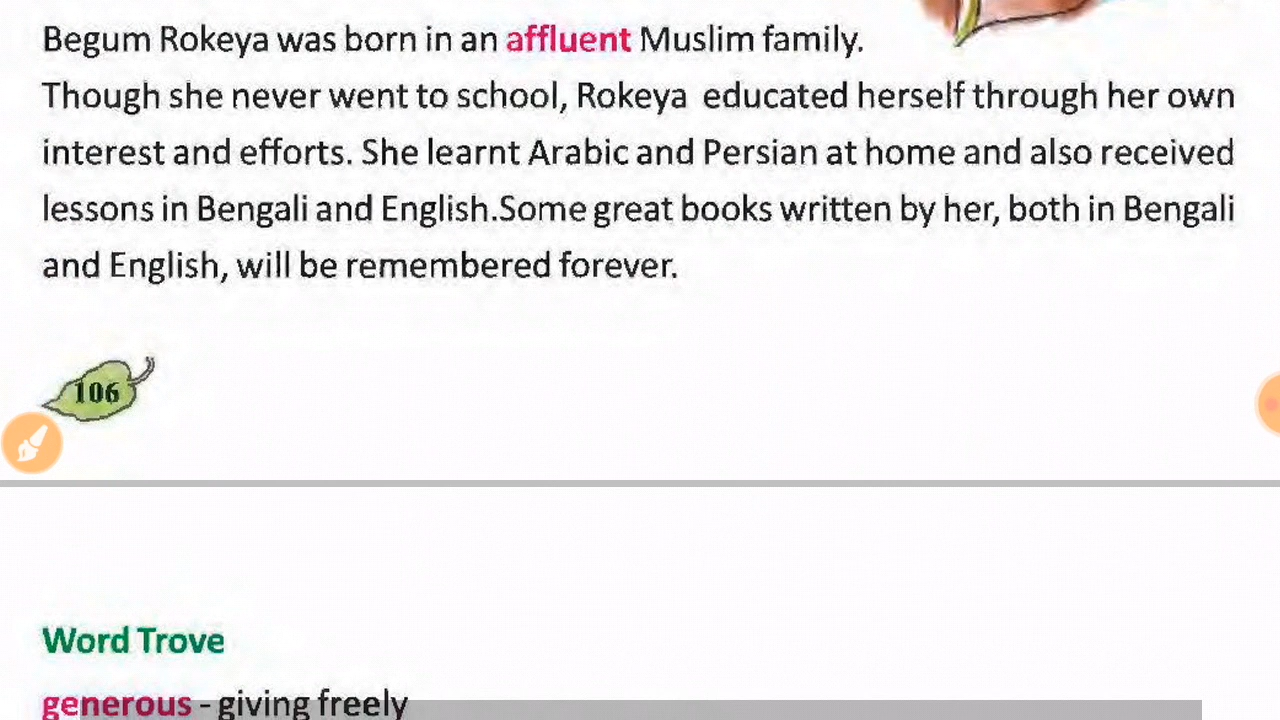 Begum Rokeya was born in an affluent Muslim family.
Though she never went to school, Rokeya educated herself through her own
interest and efforts. She learnt Arabic and Persian at home and also received
lessons in Bengali and English.Some great books written by her, both in Bengali
and English, will be remembered forever.
106
Word Trove
generous - giving freely